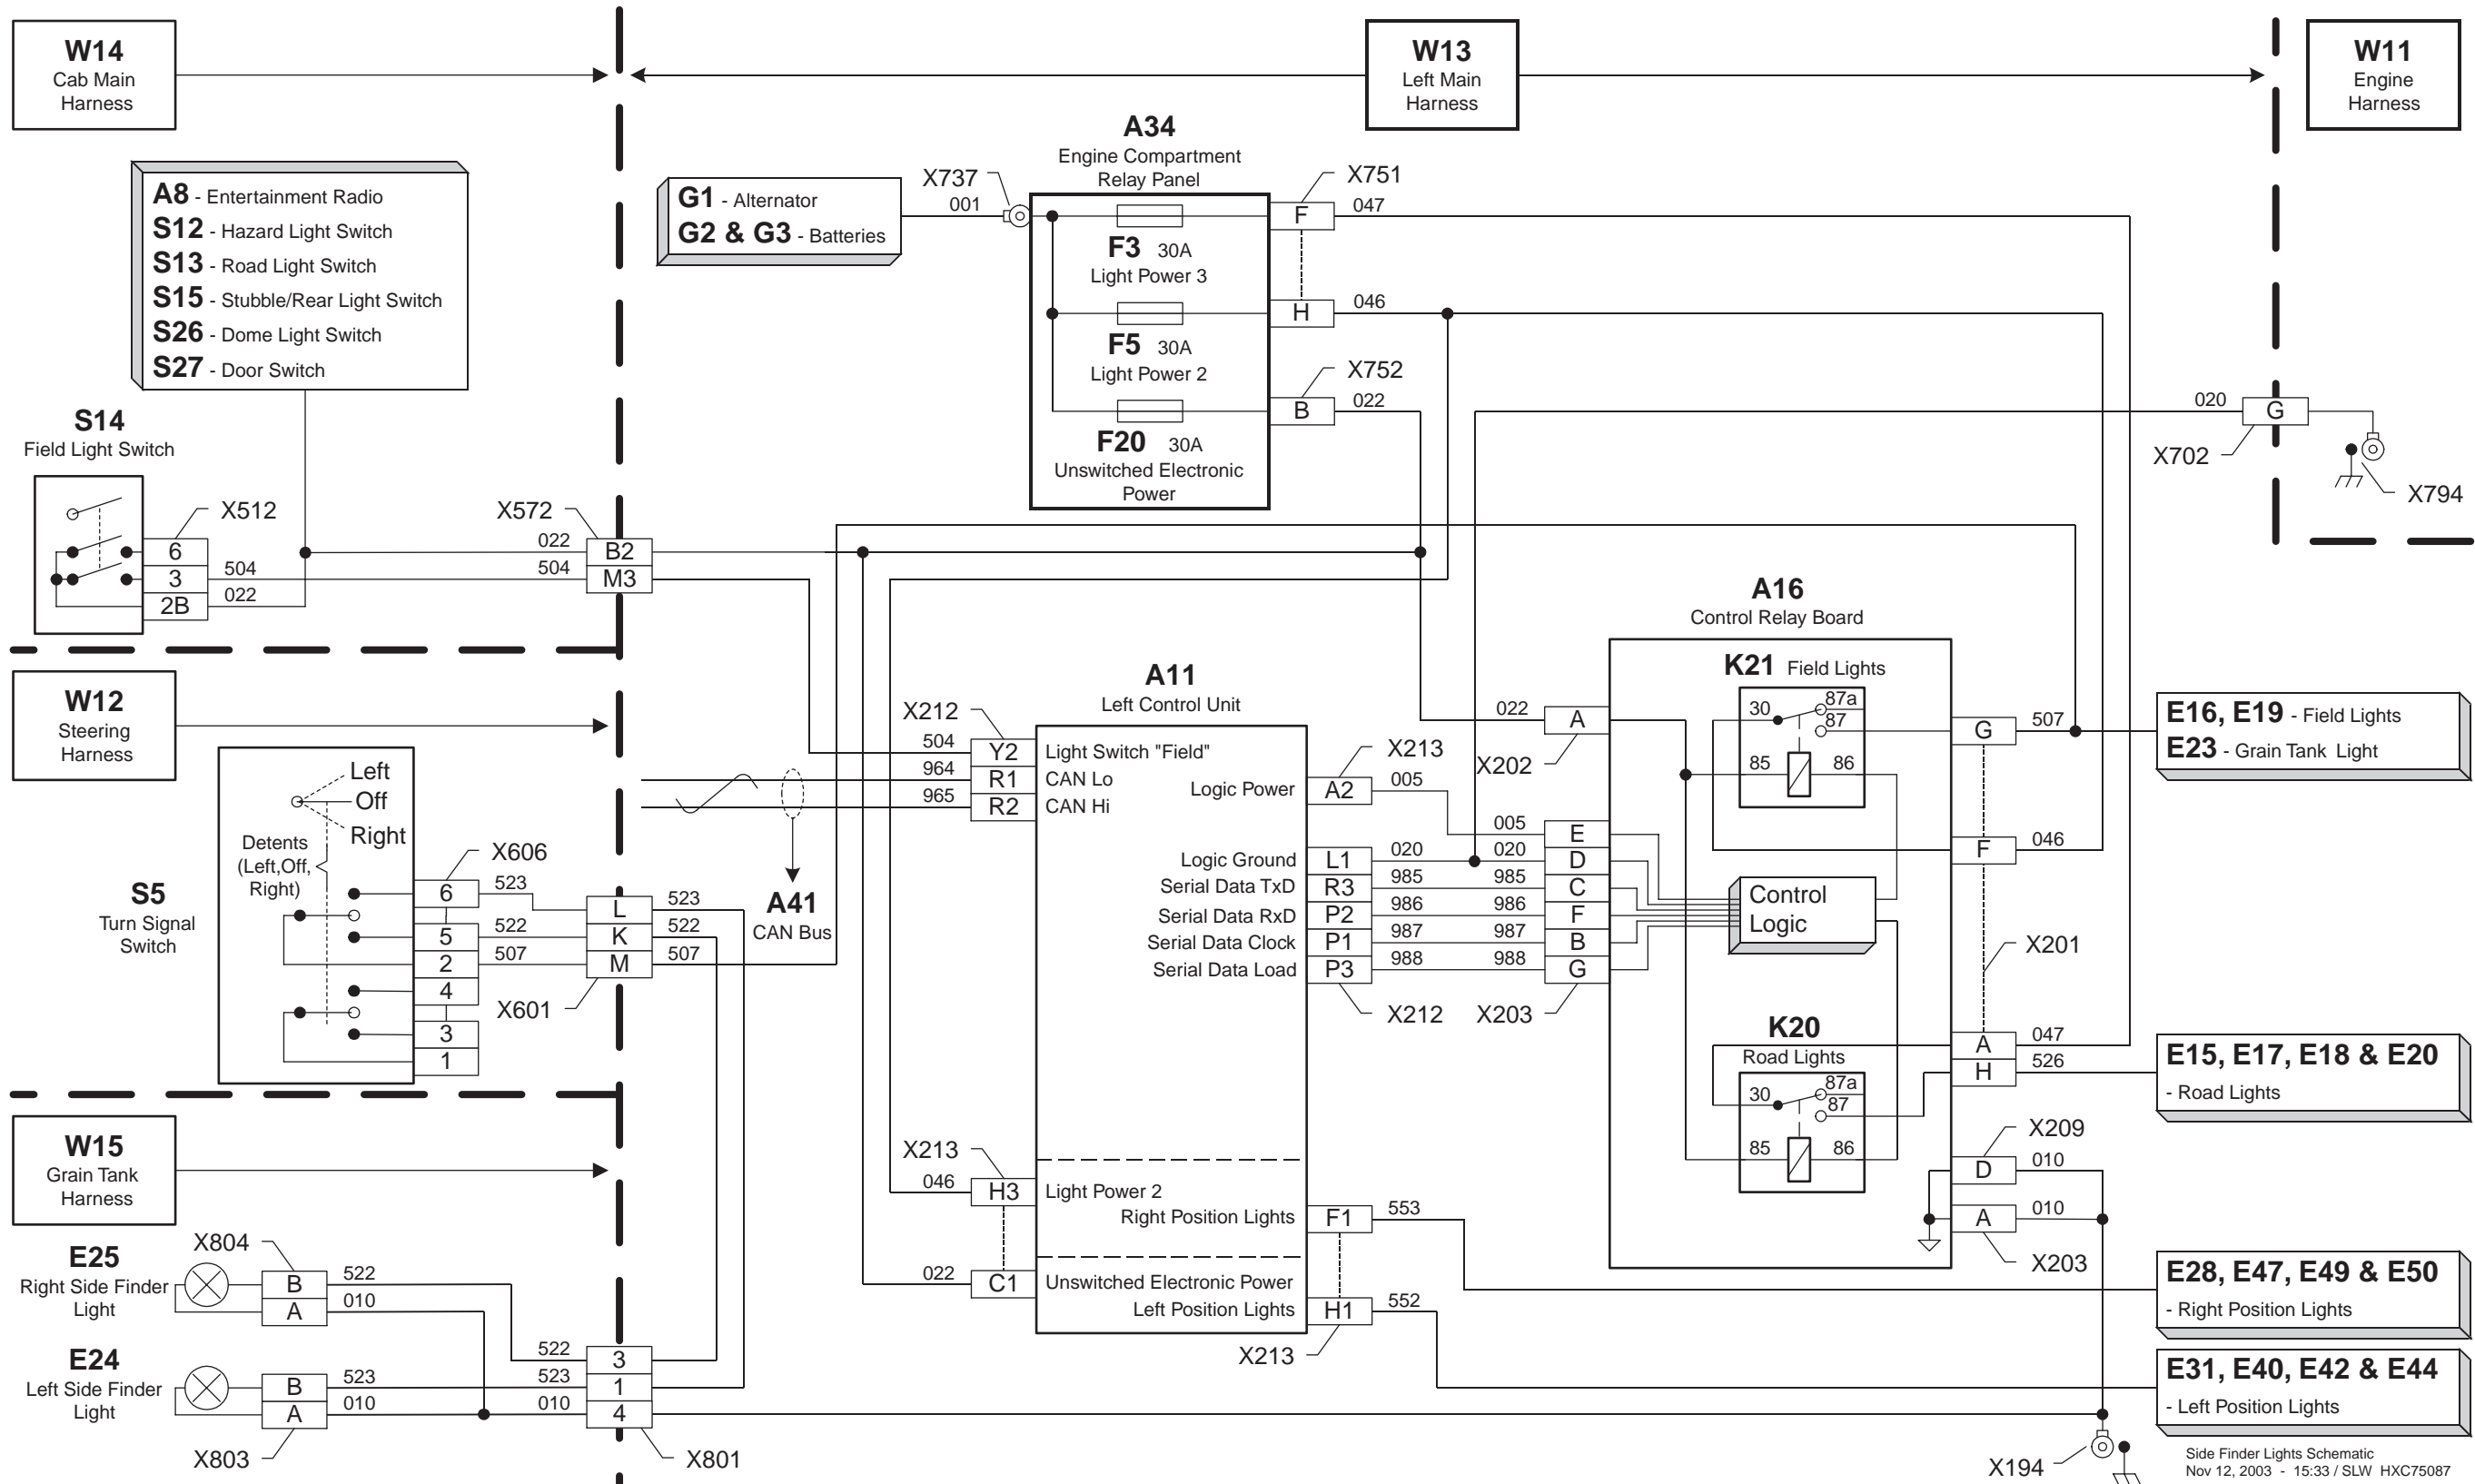 W14
Cab Main
Harness
W13
Left Main
Harness
W11
Engine
Harness
A8 - Entertainment Radio
S12 - Hazard Light Switch
S13 - Road Light Switch
S15 - Stubble/Rear Light Switch
S26 - Dome Light Switch
S27 - Door Switch
G1 - Alternator
G2 & G3 - Batteries
X737
001
A34
Engine Compartment
Relay Panel
F3 30A
Light Power 3
F5 30A
Light Power 2
F20 30A
Unswitched Electronic
Power
X751
F
047
H
046
X752
B
022
020
G
X702
X794
S14
Field Light Switch
X512
6
3
504
2B
022
X572
022
B2
504
M3
W12
Steering
Harness
Left
Off
Right
Detents
(Left,Off,
Right)
S5
Turn Signal
Switch
X606
6
523
5
522
2
507
4
3
1
L
523
K
522
M
507
X601
A41
CAN Bus
A11
Left Control Unit
X212
504
Y2
Light Switch "Field"
964
R1
CAN Lo
965
R2
CAN Hi
Logic Power
A2
005
X213
Logic Ground
L1
020
020
D
Serial Data TxD
R3
985
985
C
Serial Data RxD
P2
986
986
F
Serial Data Clock
P1
987
987
B
Serial Data Load
P3
988
988
G
X212
X203
005
E
022
A
X202
A16
Control Relay Board
K21 Field Lights
30
87a
87
85
86
Control
Logic
K20
Road Lights
30
87a
87
85
86
G
507
F
046
X201
A
047
H
526
X209
D
010
A
010
X203
E16, E19 - Field Lights
E23 - Grain Tank Light
E15, E17, E18 & E20
- Road Lights
E28, E47, E49 & E50
- Right Position Lights
E31, E40, E42 & E44
- Left Position Lights
X213
046
H3
Light Power 2
Right Position Lights
F1
553
022
C1
Unswitched Electronic Power
Left Position Lights
H1
552
X213
W15
Grain Tank
Harness
E25
Right Side Finder
Light
X804
B
522
A
010
E24
Left Side Finder
Light
B
523
A
010
X803
522
3
523
1
010
4
X801
X194
Side Finder Lights Schematic
Nov 12, 2003 - 15:33 / SLW HXC75087